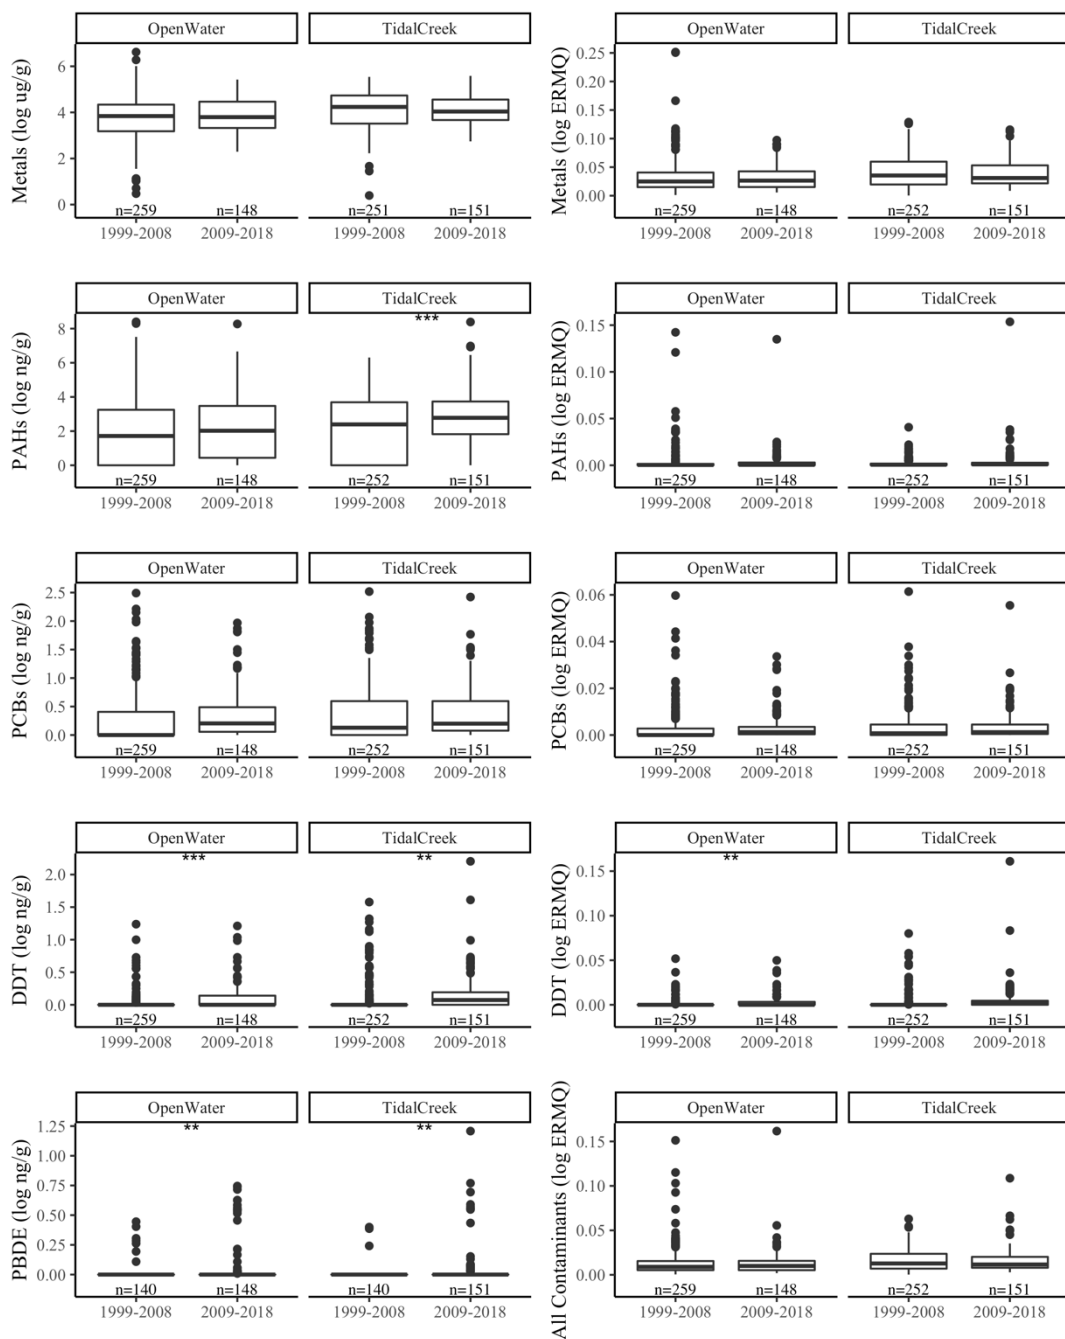 OpenWater
TidalCreek
Metals (log ug/g)
6
4
2
0
n=259
n=148
n=251
n=151
1999-2008
2009-2018
1999-2008
2009-2018
OpenWater
TidalCreek
Metals (log ERMQ)
0.25
0.20
0.15
0.10
0.05
0.00
n=259
n=148
n=252
n=151
1999-2008
2009-2018
1999-2008
2009-2018
OpenWater
TidalCreek
***
PAHs (log ng/g)
8
6
4
2
0
n=259
n=148
n=252
n=151
1999-2008
2009-2018
1999-2008
2009-2018
OpenWater
TidalCreek
PAHs (log ERMQ)
0.15
0.10
0.05
0.00
n=259
n=148
n=252
n=151
1999-2008
2009-2018
1999-2008
2009-2018
OpenWater
TidalCreek
PCBs (log ng/g)
2.5
2.0
1.5
1.0
0.5
0.0
n=259
n=148
n=252
n=151
1999-2008
2009-2018
1999-2008
2009-2018
OpenWater
TidalCreek
PCBs (log ERMQ)
0.06
0.04
0.02
0.00
n=259
n=148
n=252
n=151
1999-2008
2009-2018
1999-2008
2009-2018
OpenWater
TidalCreek
***
**
DDT (log ng/g)
2.0
1.5
1.0
0.5
0.0
n=259
n=148
n=252
n=151
1999-2008
2009-2018
1999-2008
2009-2018
OpenWater
TidalCreek
**
DDT (log ERMQ)
0.15
0.10
0.05
0.00
n=259
n=148
n=252
n=151
1999-2008
2009-2018
1999-2008
2009-2018
OpenWater
TidalCreek
**
**
PBDE (log ng/g)
1.25
1.00
0.75
0.50
0.25
0.00
n=140
n=148
n=140
n=151
1999-2008
2009-2018
1999-2008
2009-2018
OpenWater
TidalCreek
All Contaminants (log ERMQ)
0.15
0.10
0.05
0.00
n=259
n=148
n=252
n=151
1999-2008
2009-2018
1999-2008
2009-2018